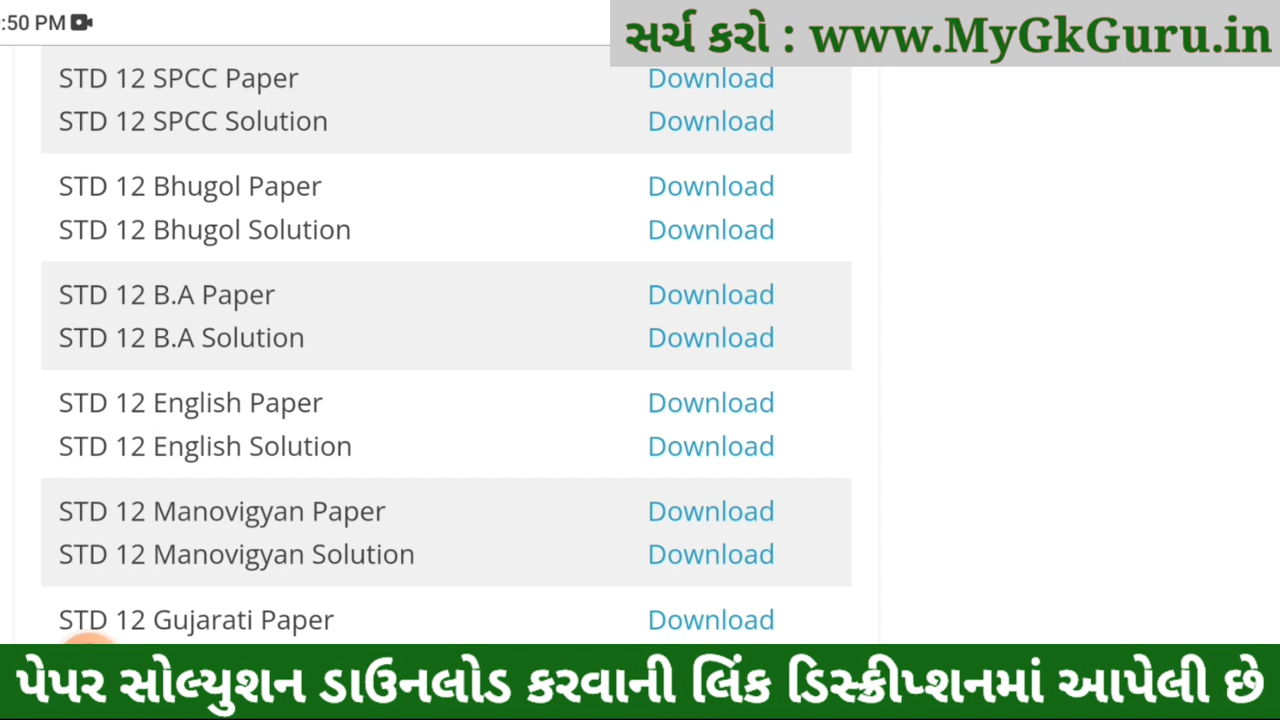 :50 PM
સર્ચ કરો : www.MyGkGuru.in
STD 12 SPCC Paper Download
STD 12 SPCC Solution Download
STD 12 Bhugol Paper Download
STD 12 Bhugol Solution Download
STD 12 B.A Paper Download
STD 12 B.A Solution Download
STD 12 English Paper Download
STD 12 English Solution Download
STD 12 Manovigyan Paper Download
STD 12 Manovigyan Solution Download
STD 12 Gujarati Paper Download
પેપર સોલ્યુશન ડાઉનલોડ કરવાની લિંક ડિસ્ક્રીપ્શનમાં આપેલી છે